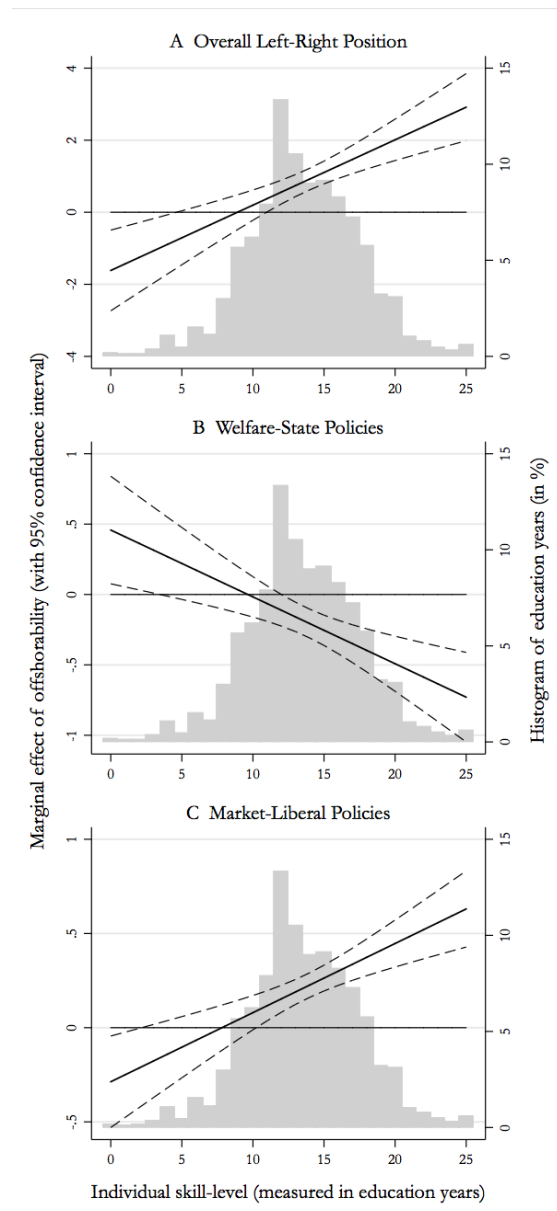 A Overall Left-Right Position
4
2
0
-2
-4
15
10
5
0
0 5 10 15 20 25
B Welfare-State Policies
1
.5
0
-.5
-1
15
10
5
0
0 5 10 15 20 25
C Market-Liberal Policies
1
.5
0
-.5
15
10
5
0
0 5 10 15 20 25
Marginal effect of offshorability (with 95% confidence interval)
Histogram of education years (in %)
Individual skill-level (measured in education years)